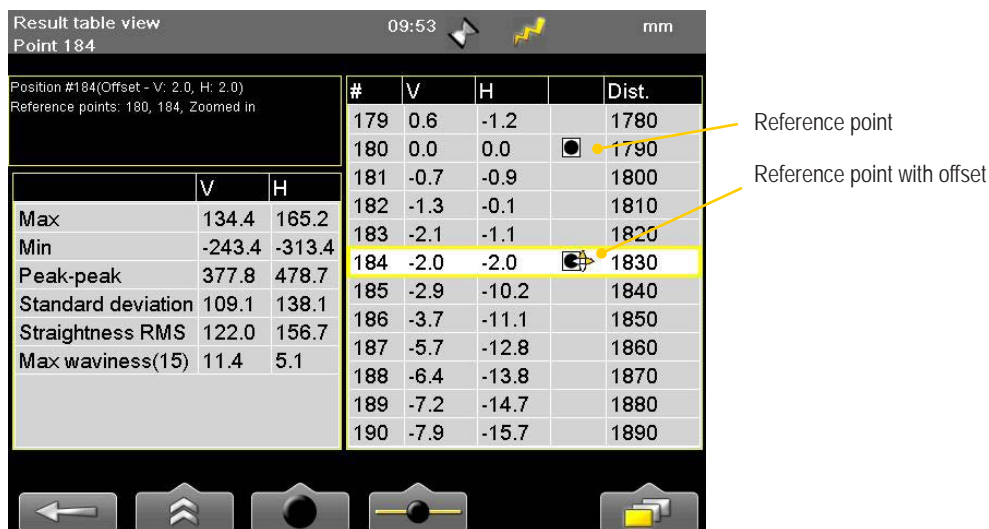 Result table view 09:53 mm
Point 184
Position #184(Offset - V: 2.0, H: 2.0)
Reference points: 180, 184, Zoomed in
V H
Max 134.4 165.2
Min -243.4 -313.4
Peak-peak 377.8 478.7
Standard deviation 109.1 138.1
Straightness RMS 122.0 156.7
Max waviness(15) 11.4 5.1
# V H Dist.
179 0.6 -1.2 1780
180 0.0 0.0 1790
181 -0.7 -0.9 1800
182 -1.3 -0.1 1810
183 -2.1 -1.1 1820
184 -2.0 -2.0 1830
185 -2.9 -10.2 1840
186 -3.7 -11.1 1850
187 -5.7 -12.8 1860
188 -6.4 -13.8 1870
189 -7.2 -14.7 1880
190 -7.9 -15.7 1890
Reference point
Reference point with offset